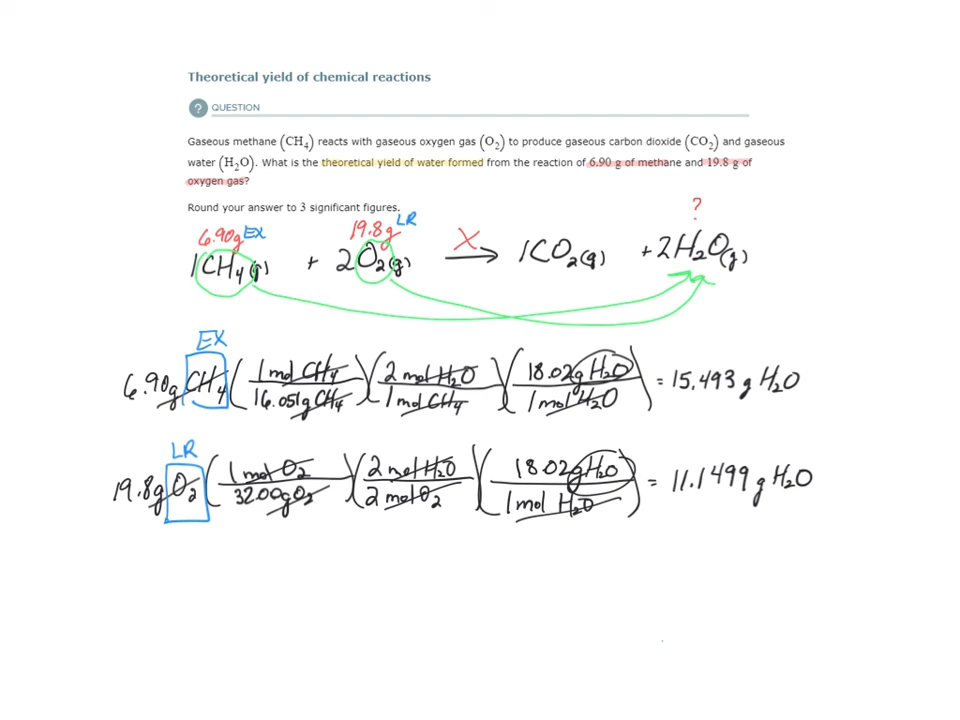 Theoretical yield of chemical reactions
? QUESTION
Gaseous methane (CH₄) reacts with gaseous oxygen gas (O₂) to produce gaseous carbon dioxide (CO₂) and gaseous
water (H₂O). What is the theoretical yield of water formed from the reaction of 6.90 g of methane and 19.8 g of
oxygen gas?
Round your answer to 3 significant figures.
6.90g EX 19.8g LR ?
1CH₄(g) + 2O₂(g) X → 1CO₂(g) + 2H₂O(g)
EX
6.90g CH₄ (1 mol CH₄ / 16.051g CH₄)(2 mol H₂O / 1 mol CH₄)(18.02g H₂O / 1 mol H₂O) = 15.493 g H₂O
LR
19.8g O₂ (1 mol O₂ / 32.00g O₂)(2 mol H₂O / 2 mol O₂)(18.02g H₂O / 1 mol H₂O) = 11.1499 g H₂O